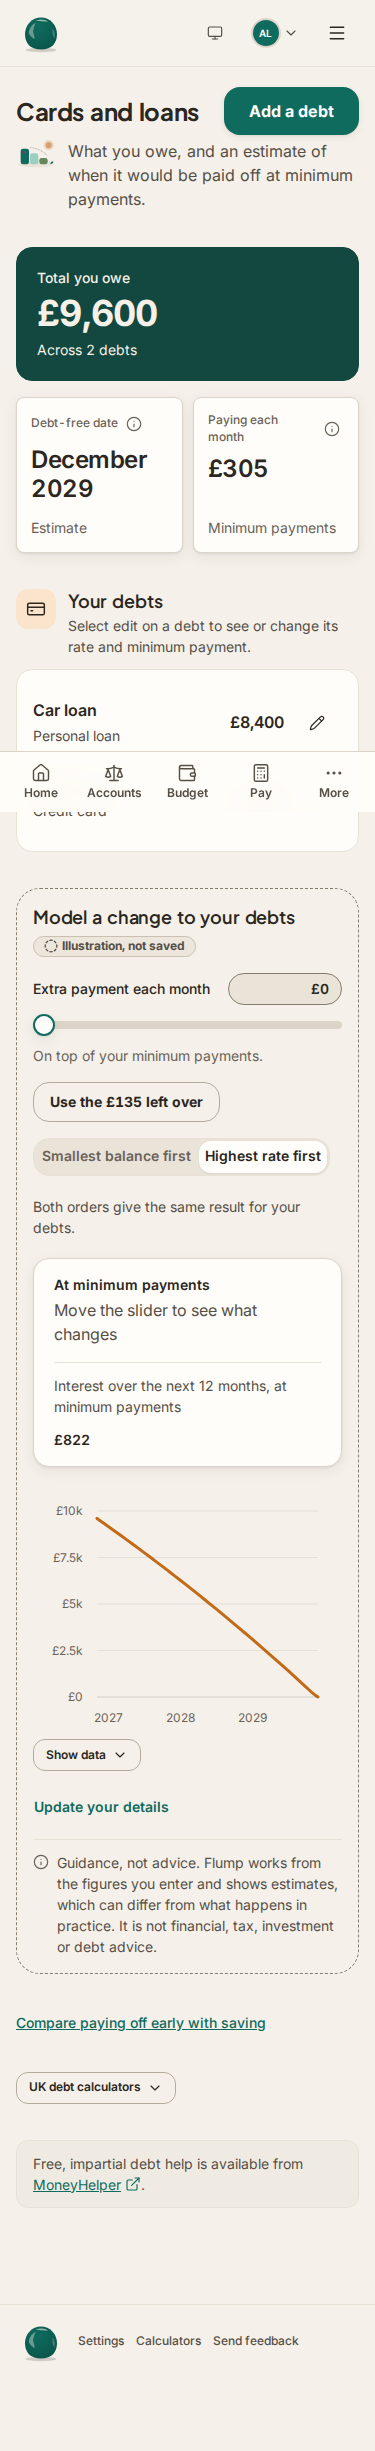 AL
Cards and loans
Add a debt
What you owe, and an estimate of
when it would be paid off at minimum
payments.
Total you owe
£9,600
Across 2 debts
Debt-free date
December
2029
Estimate
Paying each
month
£305
Minimum payments
Your debts
Select edit on a debt to see or change its
rate and minimum payment.
Car loan
£8,400
Personal loan
Home
Accounts
Budget
Pay
More
Credit card
Model a change to your debts
Illustration, not saved
Extra payment each month
£0
On top of your minimum payments.
Use the £135 left over
Smallest balance first
Highest rate first
Both orders give the same result for your
debts.
At minimum payments
Move the slider to see what
changes
Interest over the next 12 months, at
minimum payments
£822
£10k
£7.5k
£5k
£2.5k
£0
2027
2028
2029
Show data
Update your details
Guidance, not advice. Flump works from
the figures you enter and shows estimates,
which can differ from what happens in
practice. It is not financial, tax, investment
or debt advice.
Compare paying off early with saving
UK debt calculators
Free, impartial debt help is available from
MoneyHelper.
Settings
Calculators
Send feedback